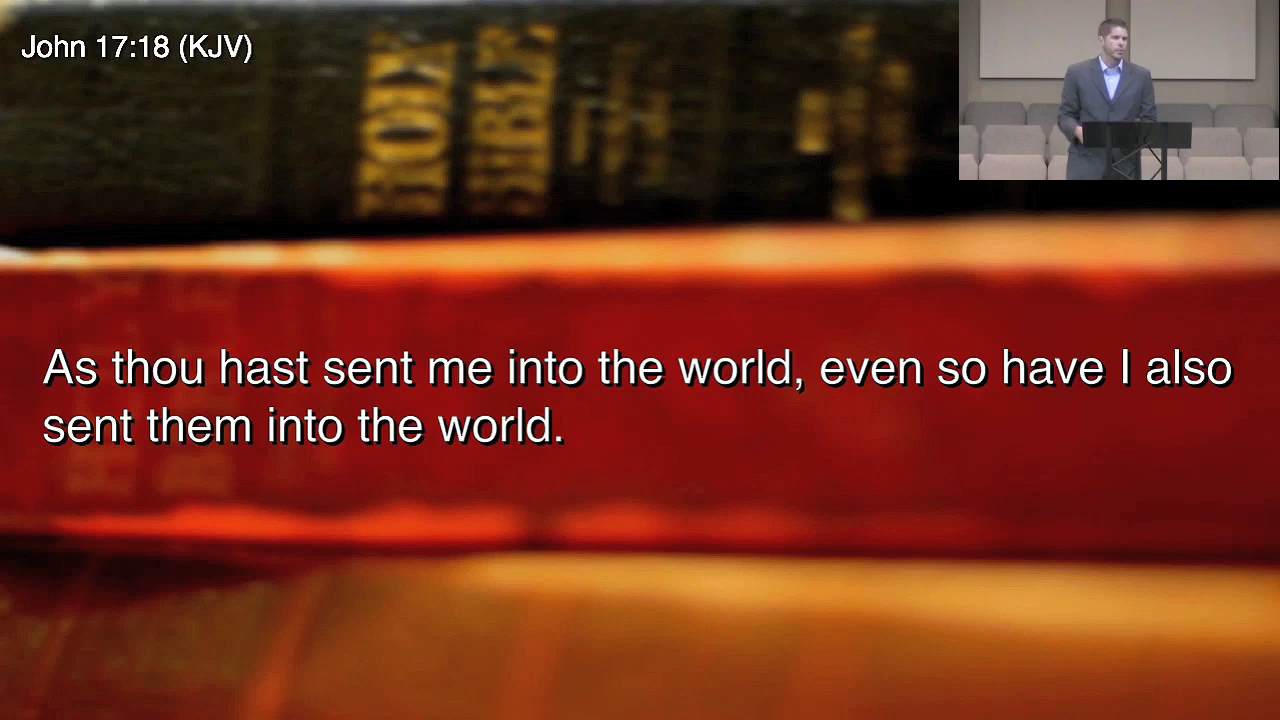 John 17:18 (KJV)
As thou hast sent me into the world, even so have I also
sent them into the world.